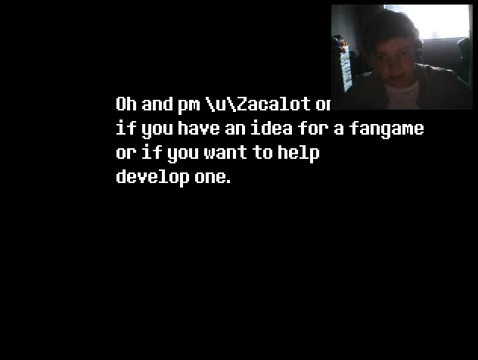 Oh and pm \u\Zacalot
if you have an idea for a fangame
or if you want to help
develop one.